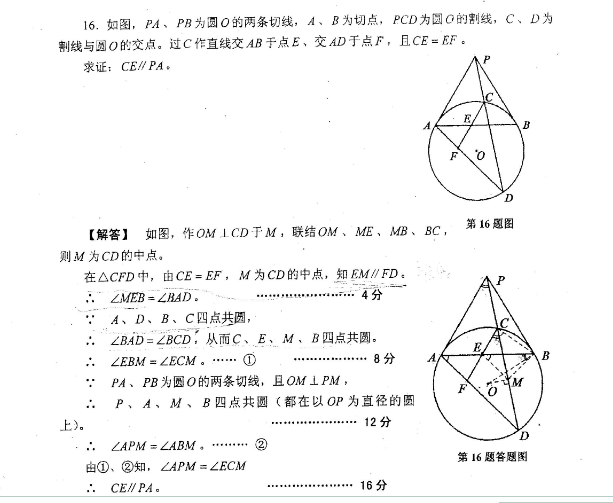 16. 如图，PA、PB为圆O的两条切线，A、B为切点，PCD为圆O的割线，C、D为
割线与圆O的交点。过C作直线交AB于点E、交AD于点F，且CE = EF。
求证：CE// PA。
P
C
A
E
B
F
O
D
第16题图
【解答】 如图，作OM⊥CD于M，联结OM、ME、MB、BC，
则M为CD的中点。
在△CFD中，由CE = EF，M为CD的中点，知EM// FD。
∴ ∠MEB = ∠BAD。 …………………… 4分
∵ A、D、B、C四点共圆，
∴ ∠BAD = ∠BCD，从而C、E、M、B四点共圆。
∴ ∠EBM = ∠ECM。…… ① ……………… 8分
∵ PA、PB为圆O的两条切线，且OM⊥PM，
∴ P、A、M、B四点共圆（都在以OP为直径的圆
上）。 ………………… 12分
∴ ∠APM = ∠ABM。……… ②
由①、②知，∠APM = ∠ECM
∴ CE// PA。 ………………… 16分
P
C
A
E
B
F
O
M
D
第16题答题图